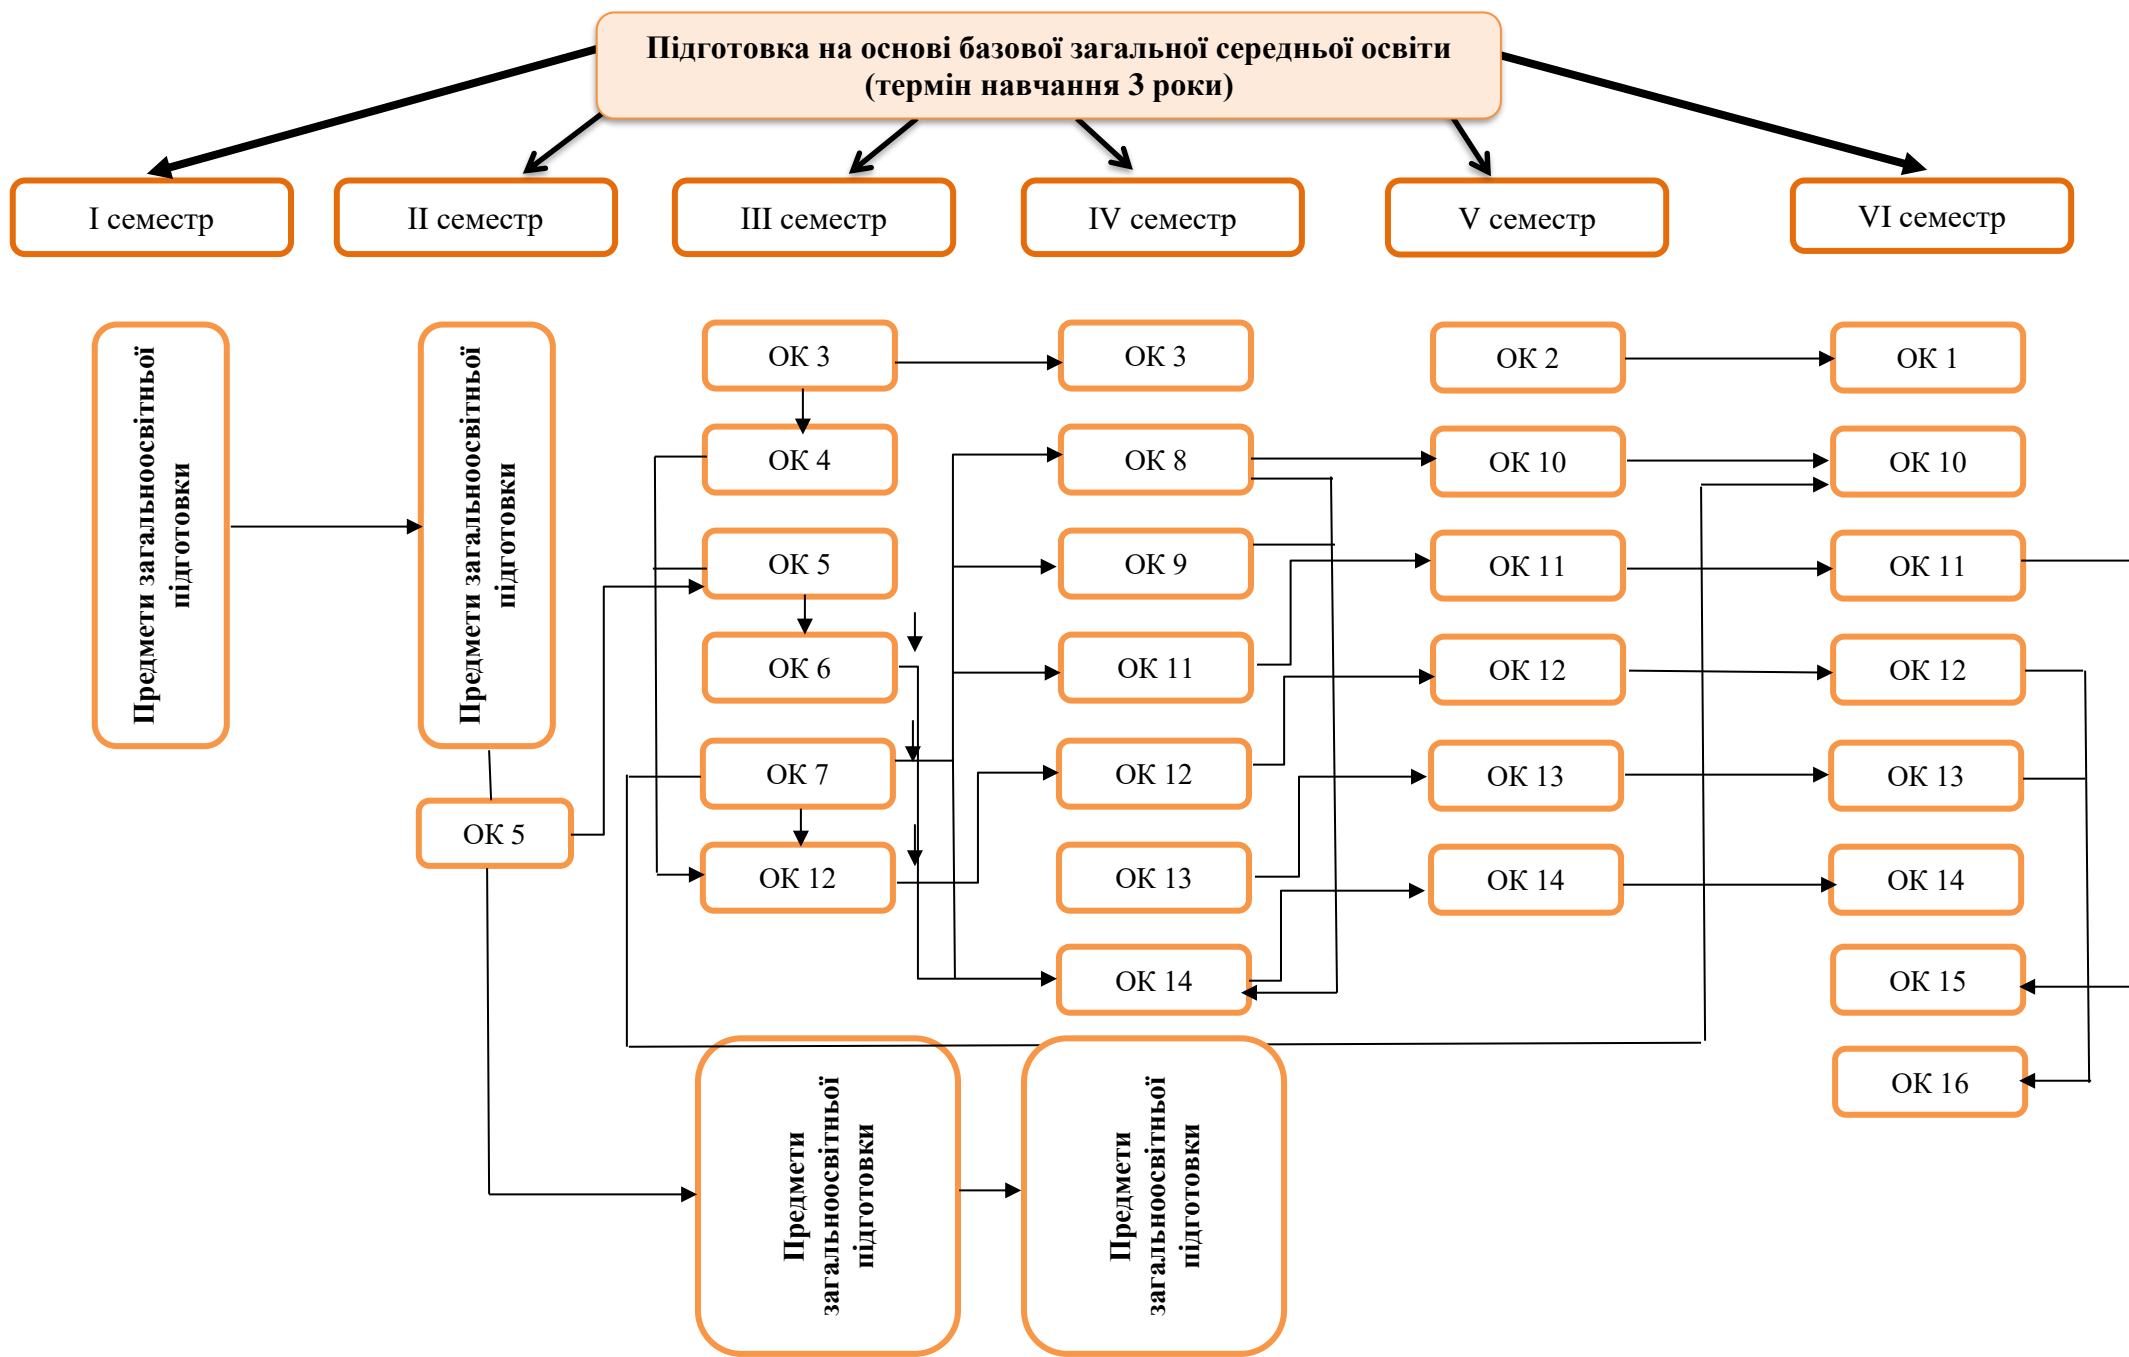 Підготовка на основі базової загальної середньої освіти
(термін навчання 3 роки)
І семестр
ІІ семестр
ІІІ семестр
IV семестр
V семестр
VI семестр
Предмети загальноосвітньої
підготовки
Предмети загальноосвітньої
підготовки
ОК 5
ОК 3
ОК 4
ОК 5
ОК 6
ОК 7
ОК 12
Предмети
загальноосвітньої
підготовки
ОК 3
ОК 8
ОК 9
ОК 11
ОК 12
ОК 13
ОК 14
Предмети
загальноосвітньої
підготовки
ОК 2
ОК 10
ОК 11
ОК 12
ОК 13
ОК 14
ОК 1
ОК 10
ОК 11
ОК 12
ОК 13
ОК 14
ОК 15
ОК 16